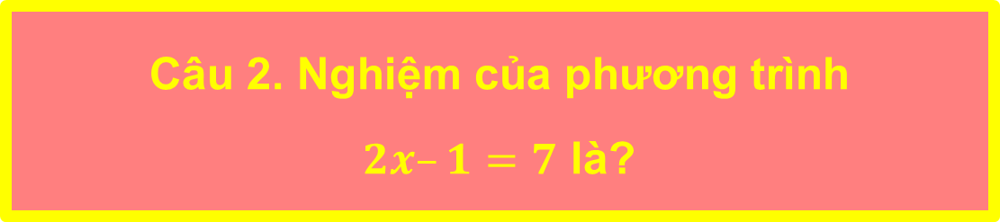 Câu 2. Nghiệm của phương trình
2x– 1 = 7 là?